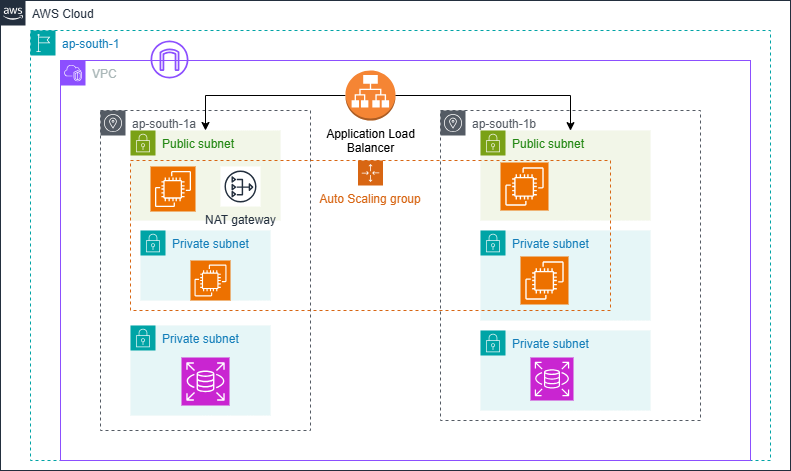 aws
AWS Cloud
ap-south-1
VPC
ap-south-1a
ap-south-1b
Application Load
Balancer
Public subnet
Public subnet
Auto Scaling group
NAT gateway
Private subnet
Private subnet
Private subnet
Private subnet